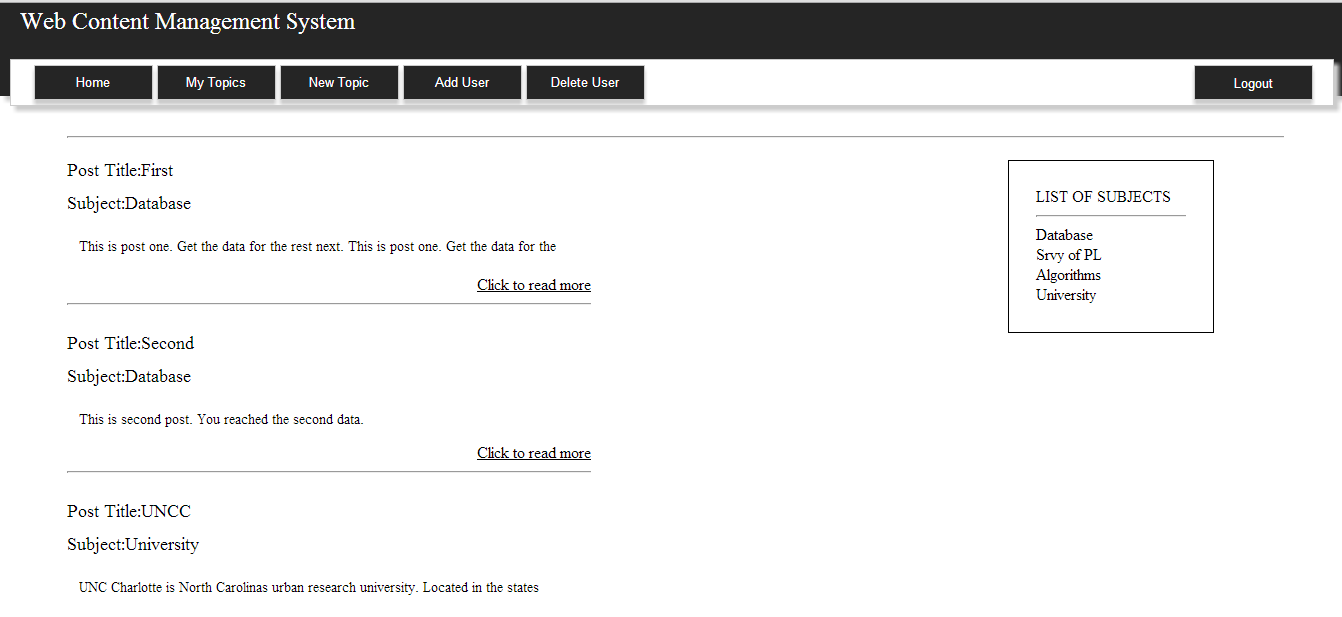 Web Content Management System
Home My Topics New Topic Add User Delete User Logout
Post Title:First
Subject:Database
This is post one. Get the data for the rest next. This is post one. Get the data for the
Click to read more
Post Title:Second
Subject:Database
This is second post. You reached the second data.
Click to read more
Post Title:UNCC
Subject:University
UNC Charlotte is North Carolinas urban research university. Located in the states
LIST OF SUBJECTS
Database
Srvy of PL
Algorithms
University